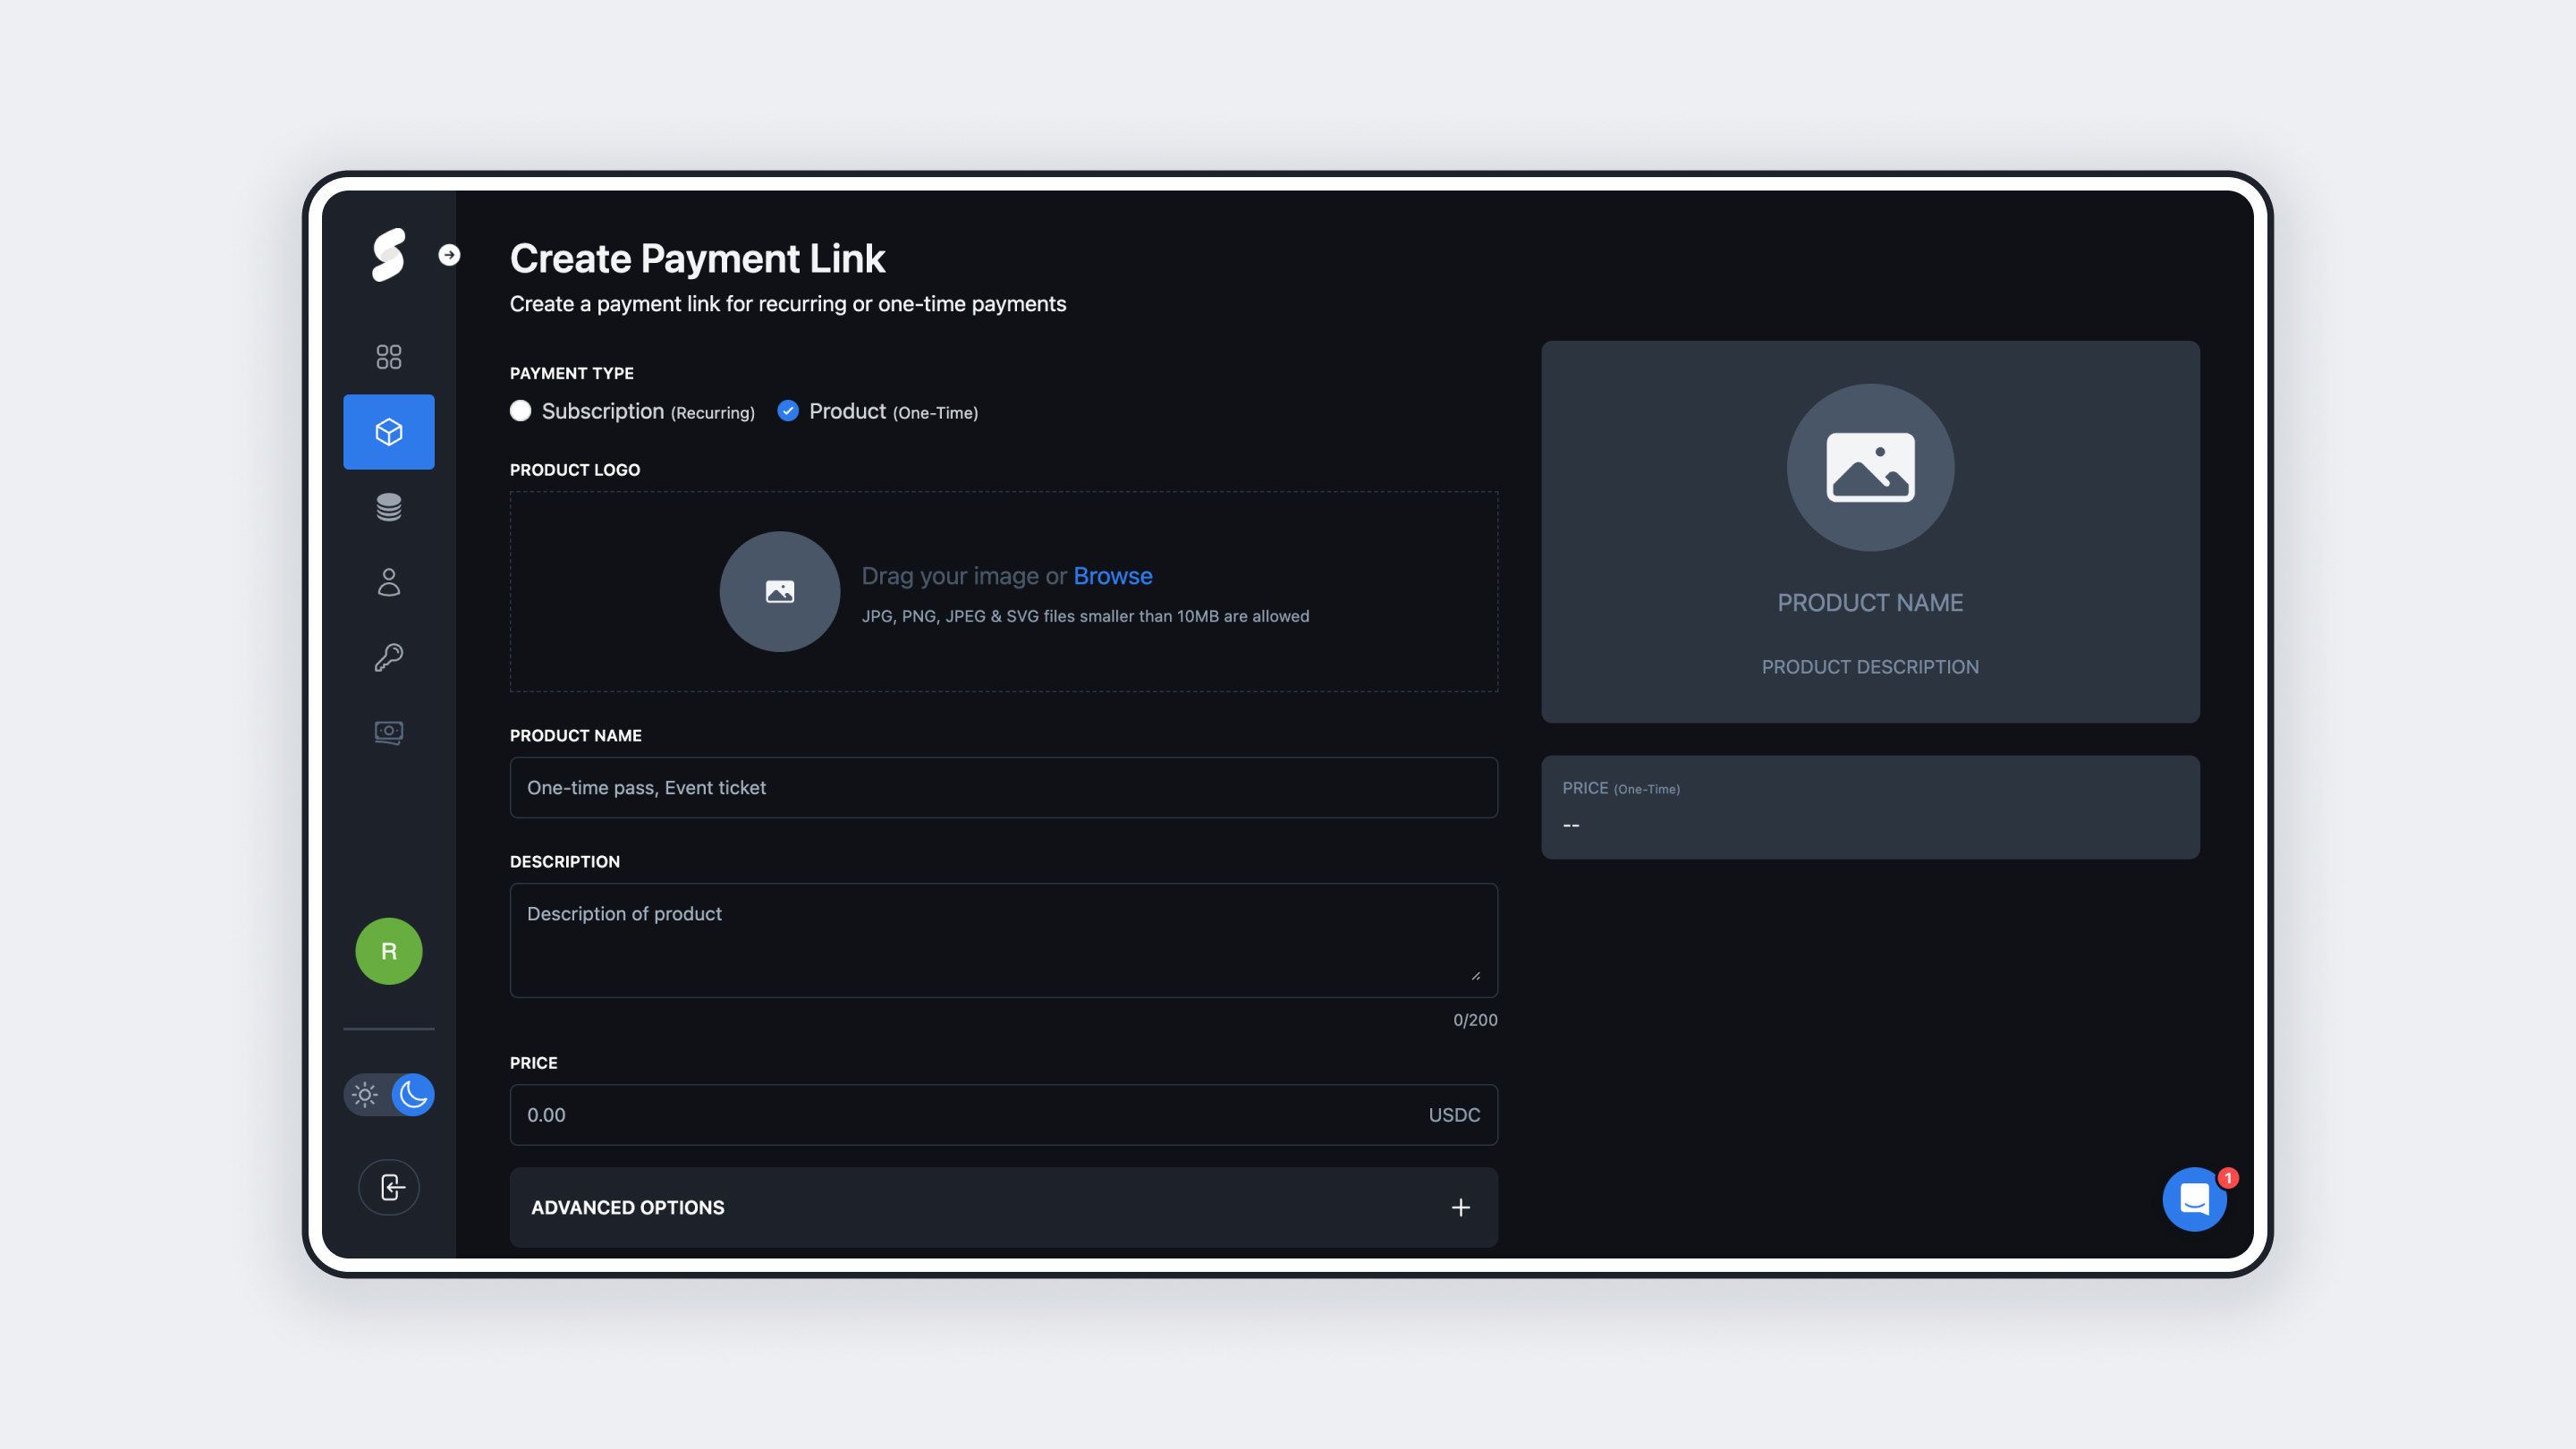 Create Payment Link
Create a payment link for recurring or one-time payments
PAYMENT TYPE
Subscription (Recurring) Product (One-Time)
PRODUCT LOGO
Drag your image or Browse
JPG, PNG, JPEG & SVG files smaller than 10MB are allowed
PRODUCT NAME
One-time pass, Event ticket
DESCRIPTION
Description of product
0/200
PRICE
0.00 USDC
ADVANCED OPTIONS
PRODUCT NAME
PRODUCT DESCRIPTION
PRICE (One-Time)
--
R
1